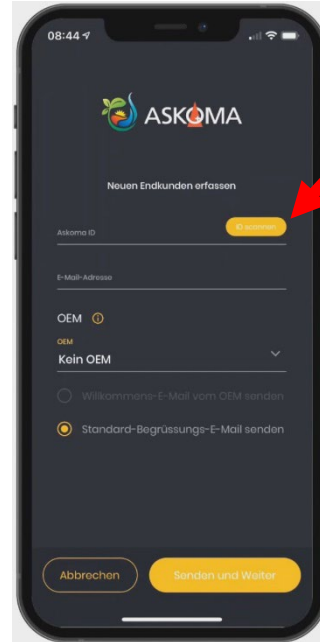 08:44
ASKOMA
Neuen Endkunden erfassen
ID scannen
Askoma ID
E-Mail-Adresse
OEM
OEM
Kein OEM
Willkommens-E-Mail vom OEM senden
Standard-Begrüssungs-E-Mail senden
Abbrechen
Senden und Weiter